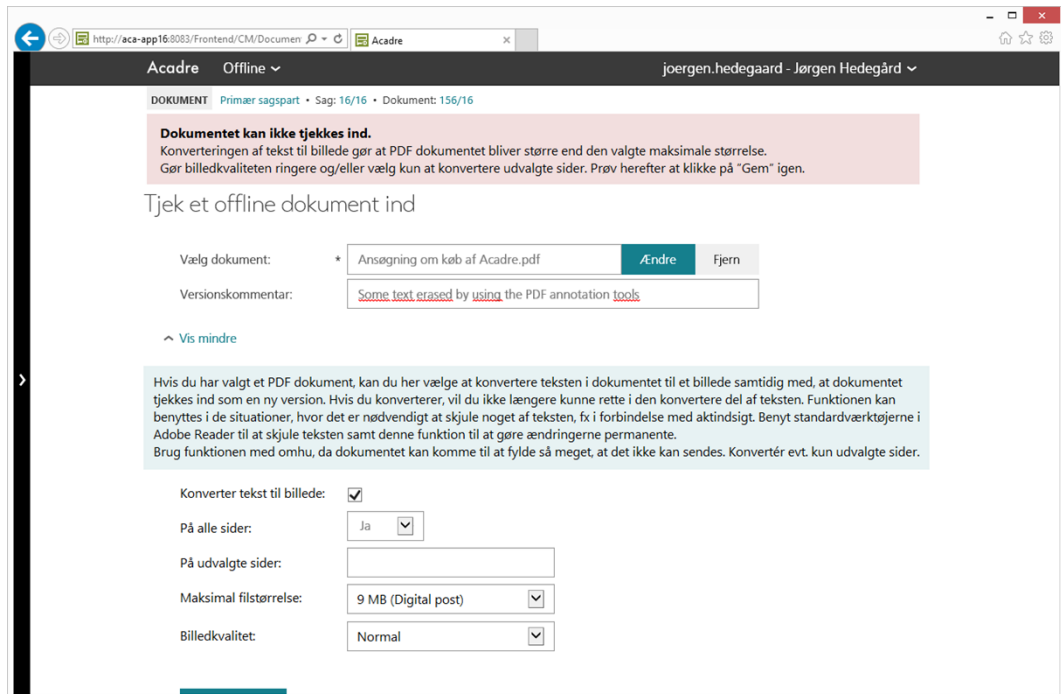 http://aca-app16:8083/Frontend/CM/Documen
Acadre
Acadre Offline joergen.hedegaard - Jørgen Hedegård
DOKUMENT Primær sagspart • Sag: 16/16 • Dokument: 156/16
Dokumentet kan ikke tjekkes ind.
Konverteringen af tekst til billede gør at PDF dokumentet bliver større end den valgte maksimale størrelse.
Gør billedkvaliteten ringere og/eller vælg kun at konvertere udvalgte sider. Prøv herefter at klikke på "Gem" igen.
Tjek et offline dokument ind
Vælg dokument: * Ansøgning om køb af Acadre.pdf Ændre Fjern
Versionskommentar: Some text erased by using the PDF annotation tools
Vis mindre
Hvis du har valgt et PDF dokument, kan du her vælge at konvertere teksten i dokumentet til et billede samtidig med, at dokumentet
tjekkes ind som en ny version. Hvis du konverterer, vil du ikke længere kunne rette i den konvertere del af teksten. Funktionen kan
benyttes i de situationer, hvor det er nødvendigt at skjule noget af teksten, fx i forbindelse med aktindsigt. Benyt standardværktøjerne i
Adobe Reader til at skjule teksten samt denne funktion til at gøre ændringerne permanente.
Brug funktionen med omhu, da dokumentet kan komme til at fylde så meget, at det ikke kan sendes. Konvertér evt. kun udvalgte sider.
Konverter tekst til billede:
På alle sider: Ja
På udvalgte sider:
Maksimal filstørrelse: 9 MB (Digital post)
Billedkvalitet: Normal